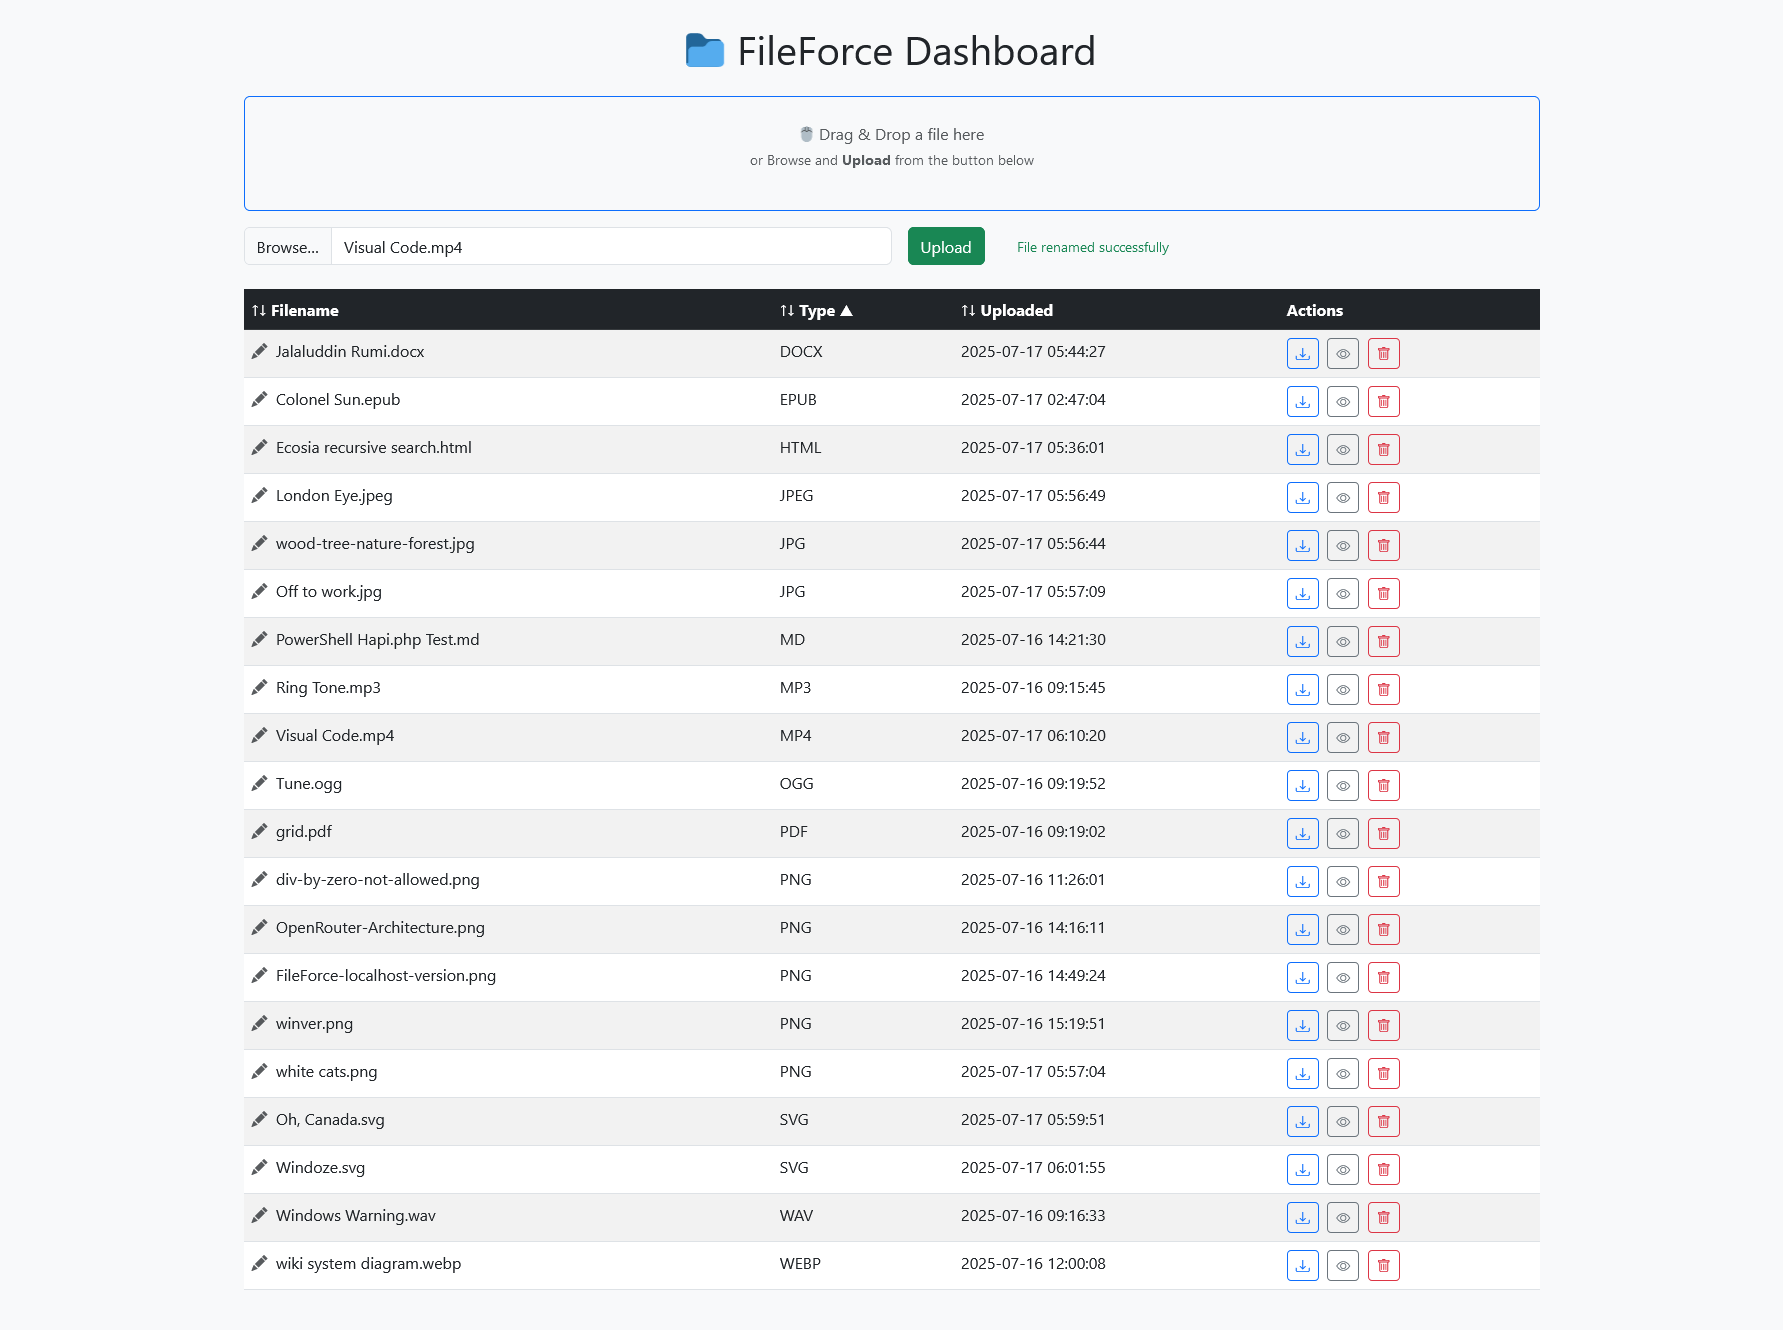 FileForce Dashboard
Drag & Drop a file here
or Browse and Upload from the button below
Browse... Visual Code.mp4 Upload File renamed successfully
↑↓ Filename ↑↓ Type ▲ ↑↓ Uploaded Actions
Jalaluddin Rumi.docx DOCX 2025-07-17 05:44:27
Colonel Sun.epub EPUB 2025-07-17 02:47:04
Ecosia recursive search.html HTML 2025-07-17 05:36:01
London Eye.jpeg JPEG 2025-07-17 05:56:49
wood-tree-nature-forest.jpg JPG 2025-07-17 05:56:44
Off to work.jpg JPG 2025-07-17 05:57:09
PowerShell Hapi.php Test.md MD 2025-07-16 14:21:30
Ring Tone.mp3 MP3 2025-07-16 09:15:45
Visual Code.mp4 MP4 2025-07-17 06:10:20
Tune.ogg OGG 2025-07-16 09:19:52
grid.pdf PDF 2025-07-16 09:19:02
div-by-zero-not-allowed.png PNG 2025-07-16 11:26:01
OpenRouter-Architecture.png PNG 2025-07-16 14:16:11
FileForce-localhost-version.png PNG 2025-07-16 14:49:24
winver.png PNG 2025-07-16 15:19:51
white cats.png PNG 2025-07-17 05:57:04
Oh, Canada.svg SVG 2025-07-17 05:59:51
Windoze.svg SVG 2025-07-17 06:01:55
Windows Warning.wav WAV 2025-07-16 09:16:33
wiki system diagram.webp WEBP 2025-07-16 12:00:08